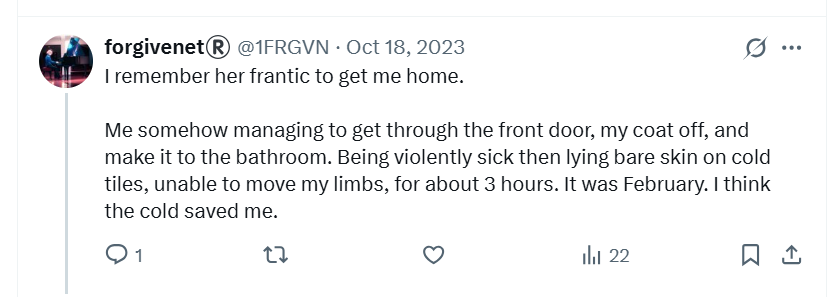 forgivenet® @1FRGVN · Oct 18, 2023
I remember her frantic to get me home.
Me somehow managing to get through the front door, my coat off, and
make it to the bathroom. Being violently sick then lying bare skin on cold
tiles, unable to move my limbs, for about 3 hours. It was February. I think
the cold saved me.
1 22